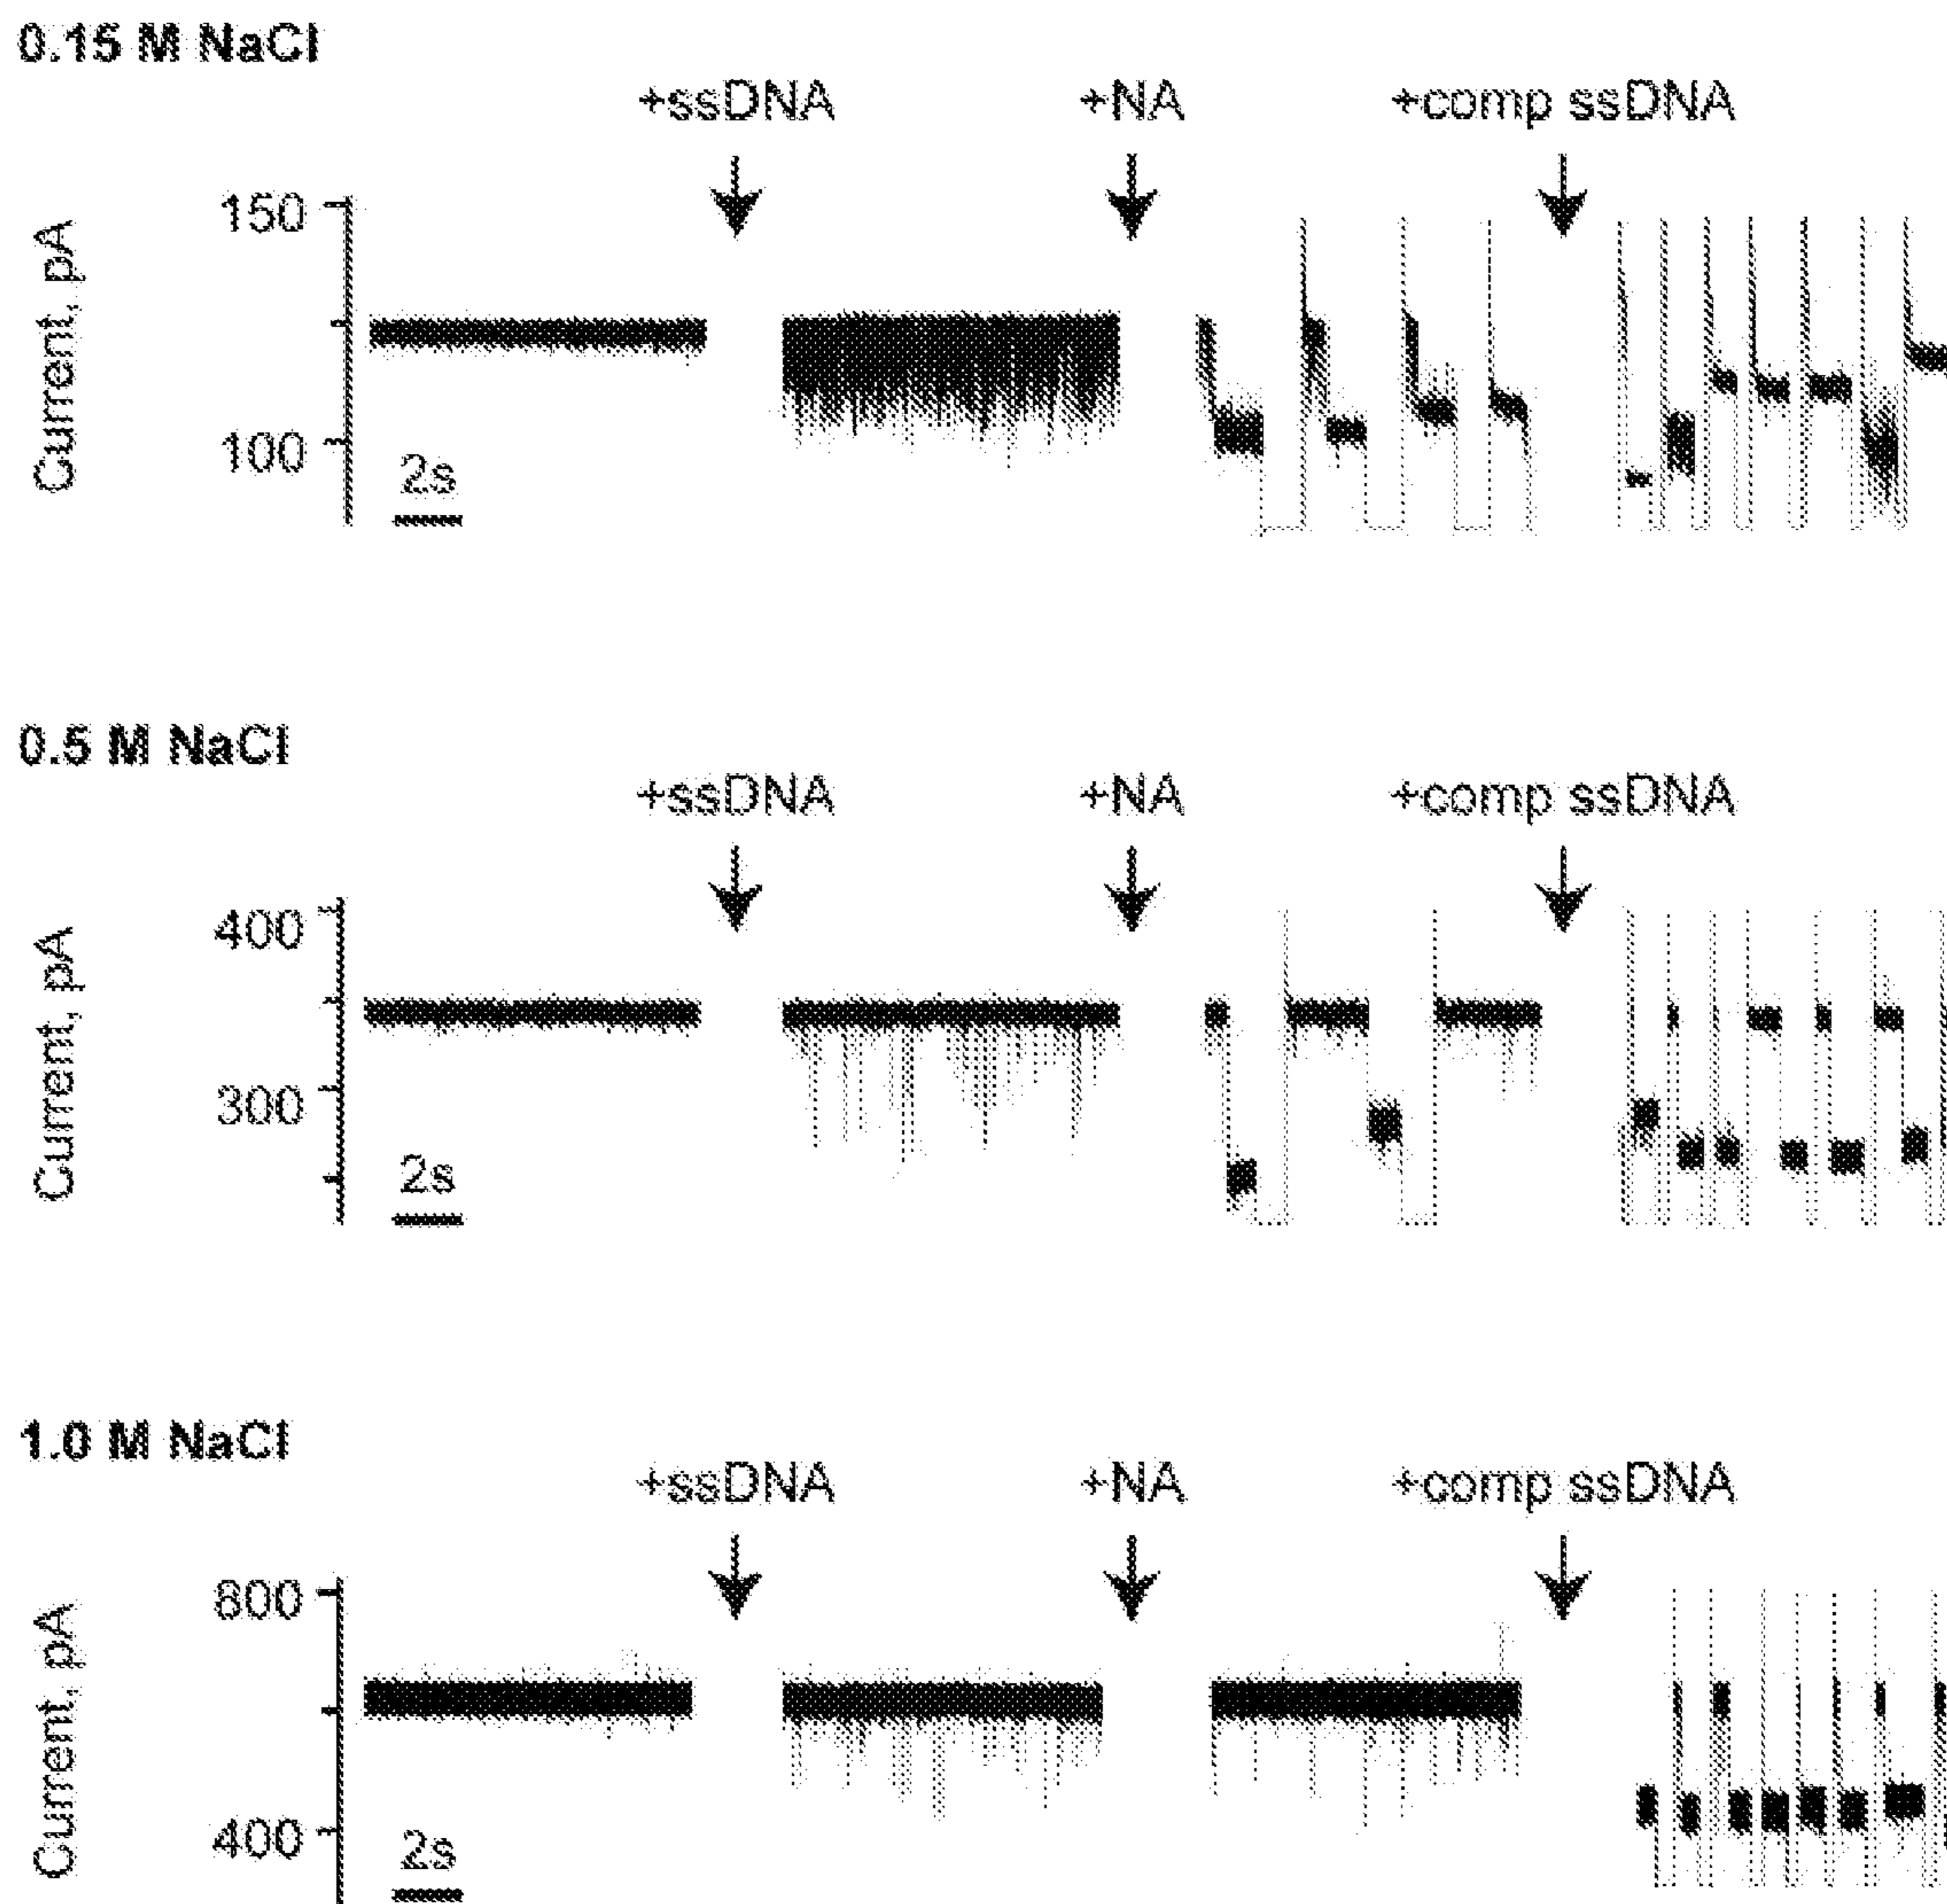 0.15 M NaCl
+ssDNA +NA +comp ssDNA
150
Current, pA
100
2s
0.5 M NaCl
+ssDNA +NA +comp ssDNA
400
Current, pA
300
2s
1.0 M NaCl
+ssDNA +NA +comp ssDNA
800
Current, pA
400
2s